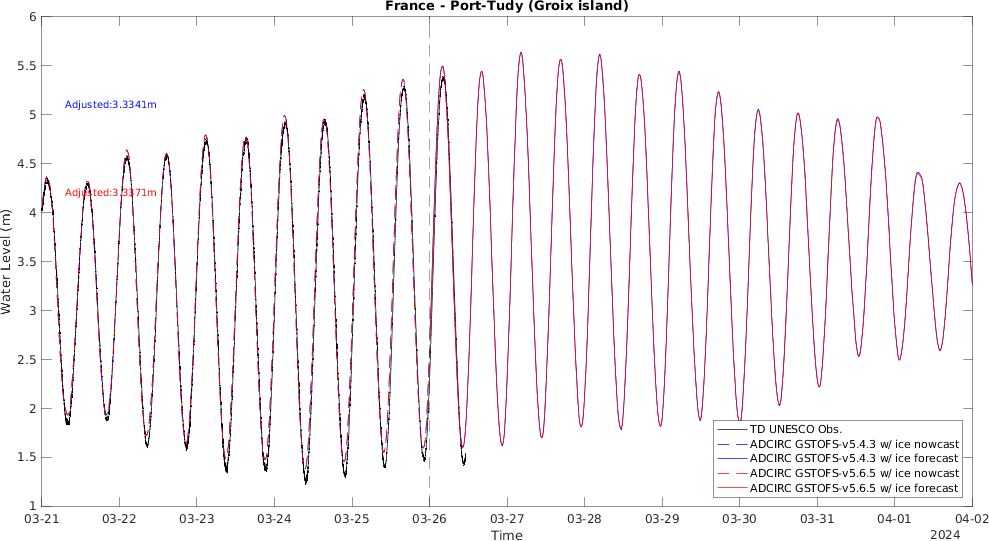 France - Port-Tudy (Groix island)
6
5.5
5
4.5
4
3.5
3
2.5
2
1.5
1
Water Level (m)
Adjusted:3.3341m
Adjusted:3.3371m
TD UNESCO Obs.
ADCIRC GSTOFS-v5.4.3 w/ ice nowcast
ADCIRC GSTOFS-v5.4.3 w/ ice forecast
ADCIRC GSTOFS-v5.6.5 w/ ice nowcast
ADCIRC GSTOFS-v5.6.5 w/ ice forecast
03-21 03-22 03-23 03-24 03-25 03-26 03-27 03-28 03-29 03-30 03-31 04-01 04-02
Time
2024